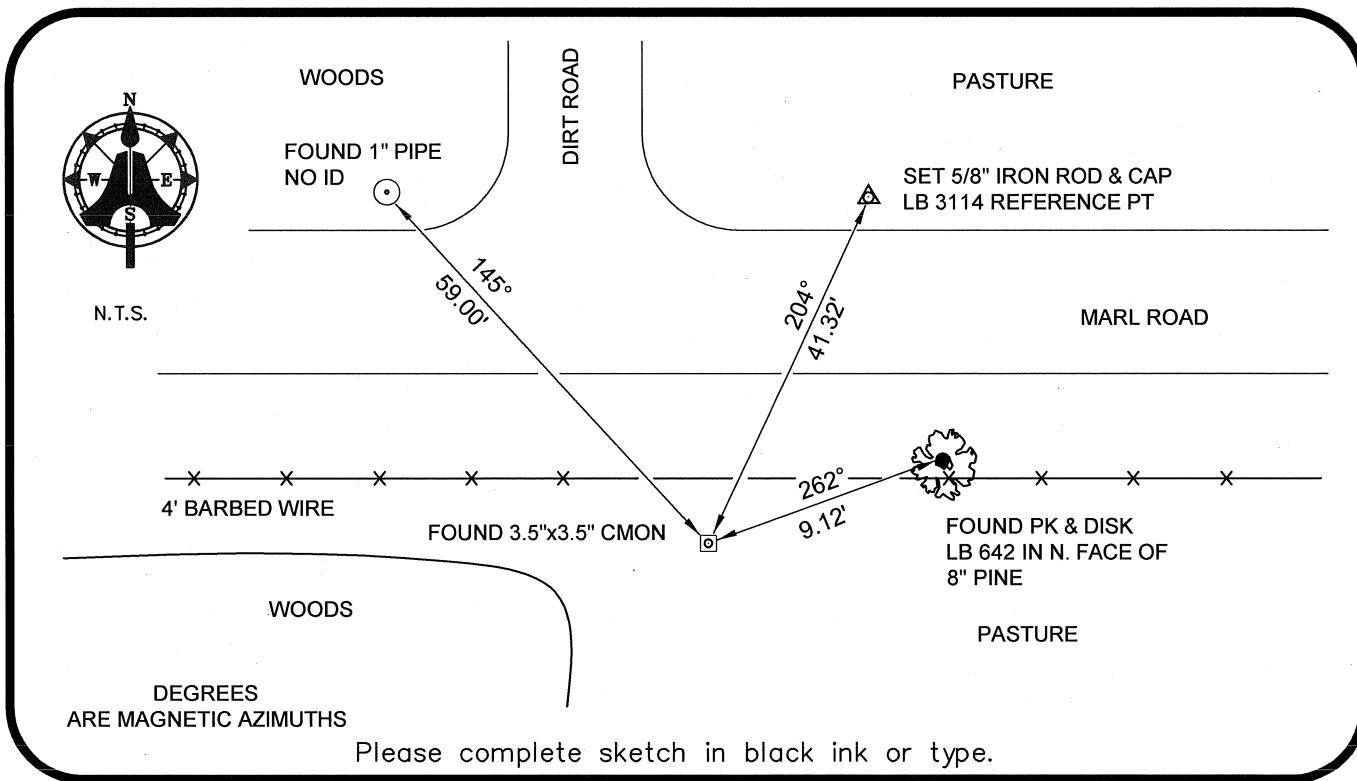 WOODS
DIRT ROAD
PASTURE
N
W
E
S
N.T.S.
FOUND 1" PIPE
NO ID
SET 5/8" IRON ROD & CAP
LB 3114 REFERENCE PT
145°
59.00'
204°
41.32'
MARL ROAD
4' BARBED WIRE
262°
9.12'
FOUND 3.5"x3.5" CMON
FOUND PK & DISK
LB 642 IN N. FACE OF
8" PINE
WOODS
PASTURE
DEGREES
ARE MAGNETIC AZIMUTHS
Please complete sketch in black ink or type.